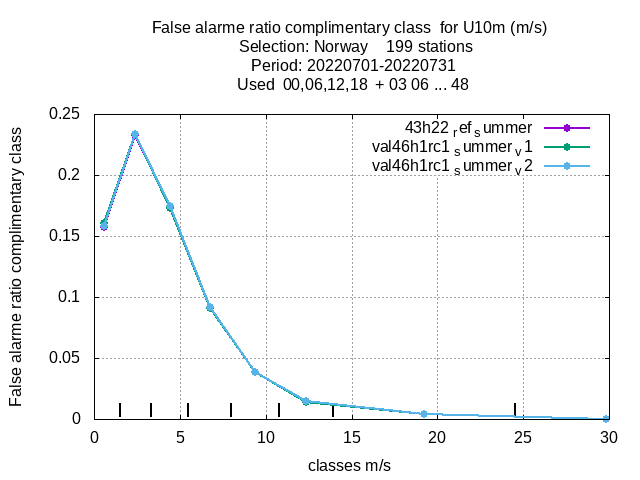 False alarme ratio complimentary class  for U10m (m/s)
Selection: Norway    199 stations
Period: 20220701-20220731
Used  00,06,12,18  + 03 06 ... 48
43h22 ref summer
val46h1rc1 summer v1
val46h1rc1 summer v2
False alarme ratio complimentary class
0.25
0.2
0.15
0.1
0.05
0
0 5 10 15 20 25 30
classes m/s